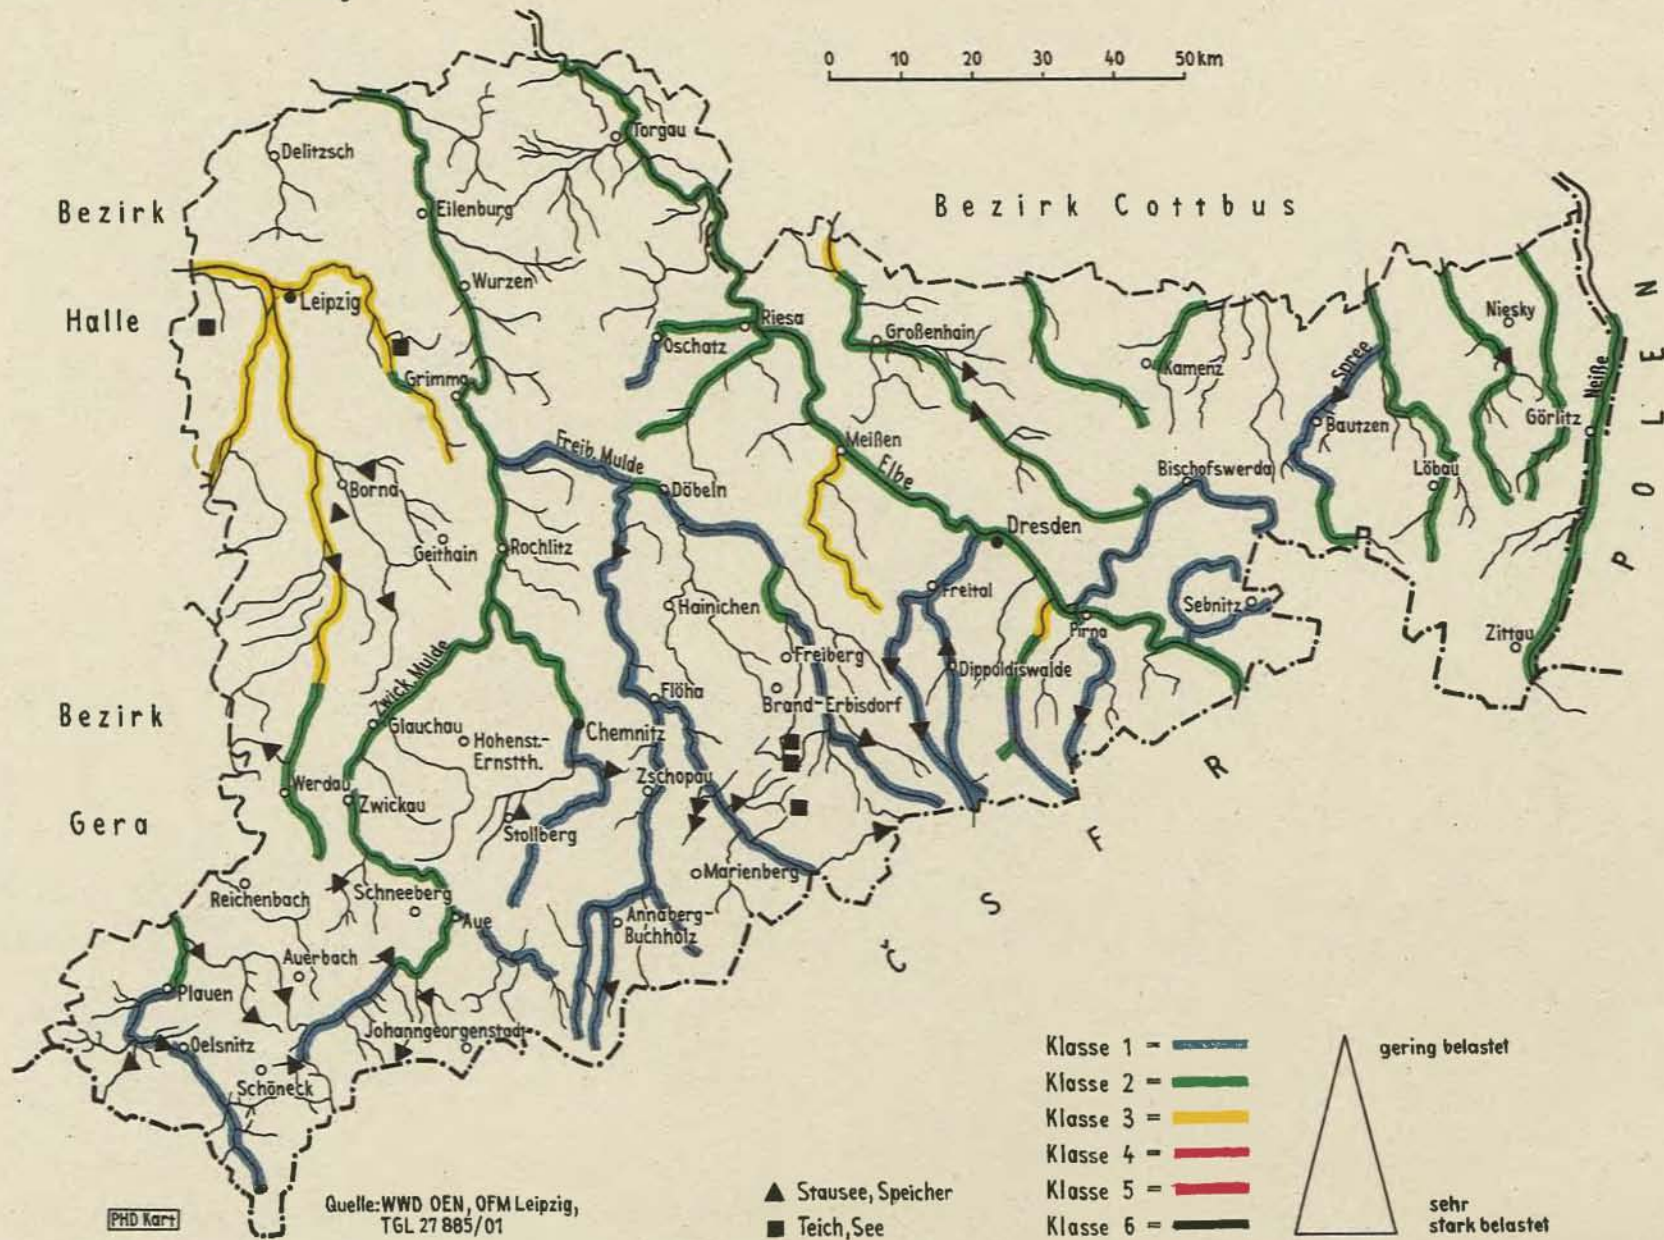 0 10 20 30 40 50 km
Torgau
Delitzsch
Bezirk
Eilenburg
Bezirk Cottbus
Wurzen
Leipzig
Halle
Riesa
Oschatz
Großenhain
Niesky
Kamenz
Spree
Neiße
POLEN
Grimma
Görlitz
Bautzen
Meißen
Elbe
Freib. Mulde
Bischofswerda
Löbau
Borna
Döbeln
Dresden
Geithain
Rochlitz
Freital
Hainichen
Sebnitz
Pirna
Zittau
Freiberg
Dippoldiswalde
Zwick. Mulde
Flöha
Bezirk
Brand-Erbisdorf
Glauchau
Hohenst.-
Ernstth.
Chemnitz
Zschopau
Werdau
Zwickau
Gera
Stollberg
Marienberg
ČSFR
Reichenbach
Schneeberg
Aue
Annaberg-
Buchholz
Auerbach
Plauen
Oelsnitz
Johanngeorgenstadt
Schöneck
Klasse 1 =
gering belastet
Klasse 2 =
Klasse 3 =
Klasse 4 =
Klasse 5 =
Klasse 6 =
sehr
stark belastet
Stausee, Speicher
Teich, See
Quelle: WWD OEN, OFM Leipzig,
TGL 27 885/01
PHD Kart